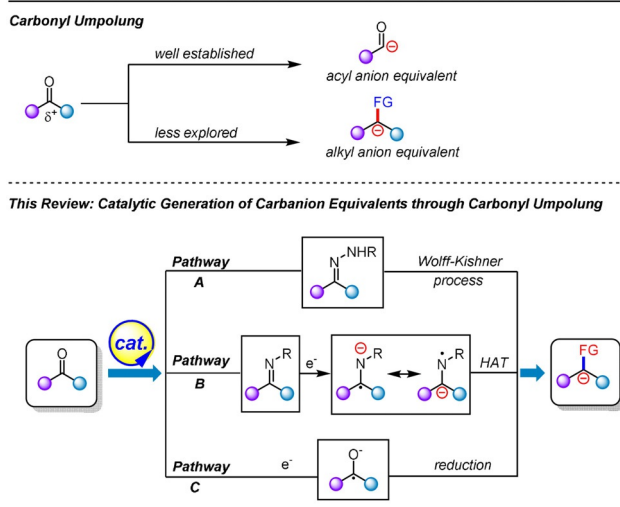 Carbonyl Umpolung
O
δ+
well established
O
⊖
acyl anion equivalent
less explored
FG
⊖
alkyl anion equivalent
This Review: Catalytic Generation of Carbanion Equivalents through Carbonyl Umpolung
O
cat.
Pathway
A
N
NHR
Wolff-Kishner
process
Pathway
B
N
R
e-
⊖
N
R
N
R
⊖
HAT
Pathway
C
e-
O-
reduction
FG
⊖